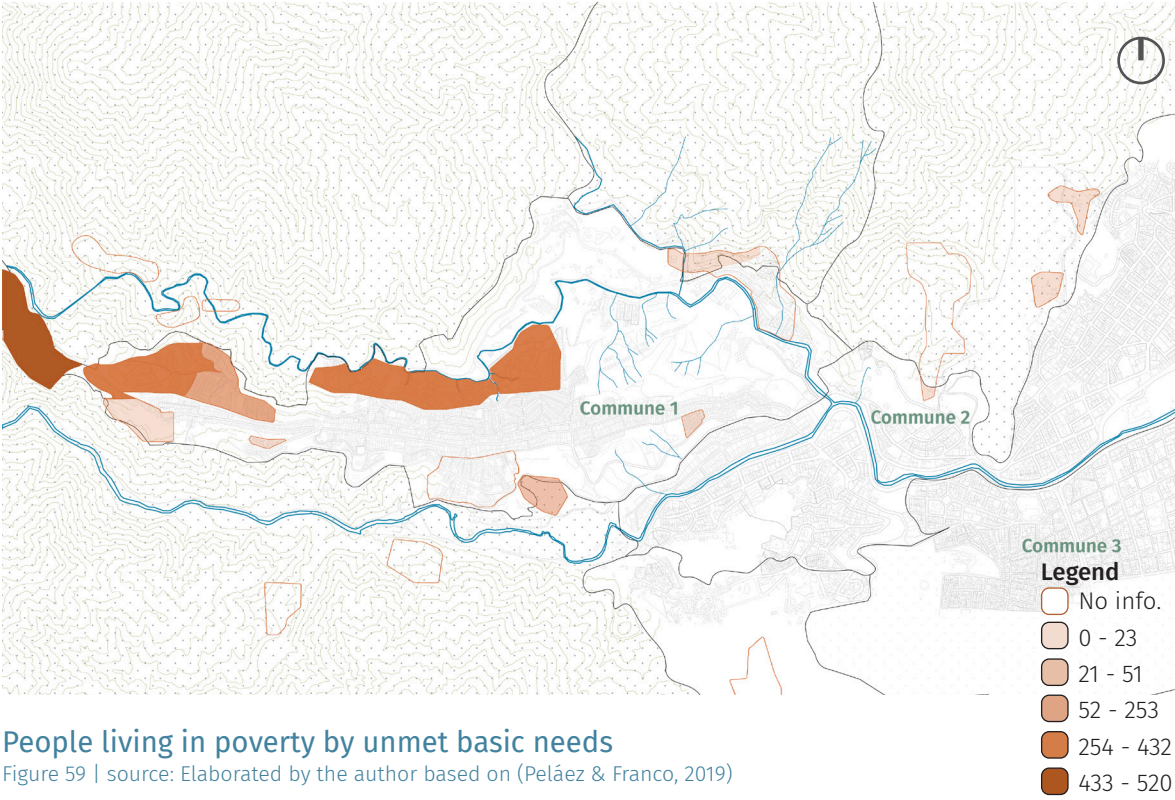 Commune 1
Commune 2
Commune 3
Legend
No info.
0 - 23
21 - 51
52 - 253
254 - 432
433 - 520
People living in poverty by unmet basic needs
Figure 59 | source: Elaborated by the author based on (Peláez & Franco, 2019)